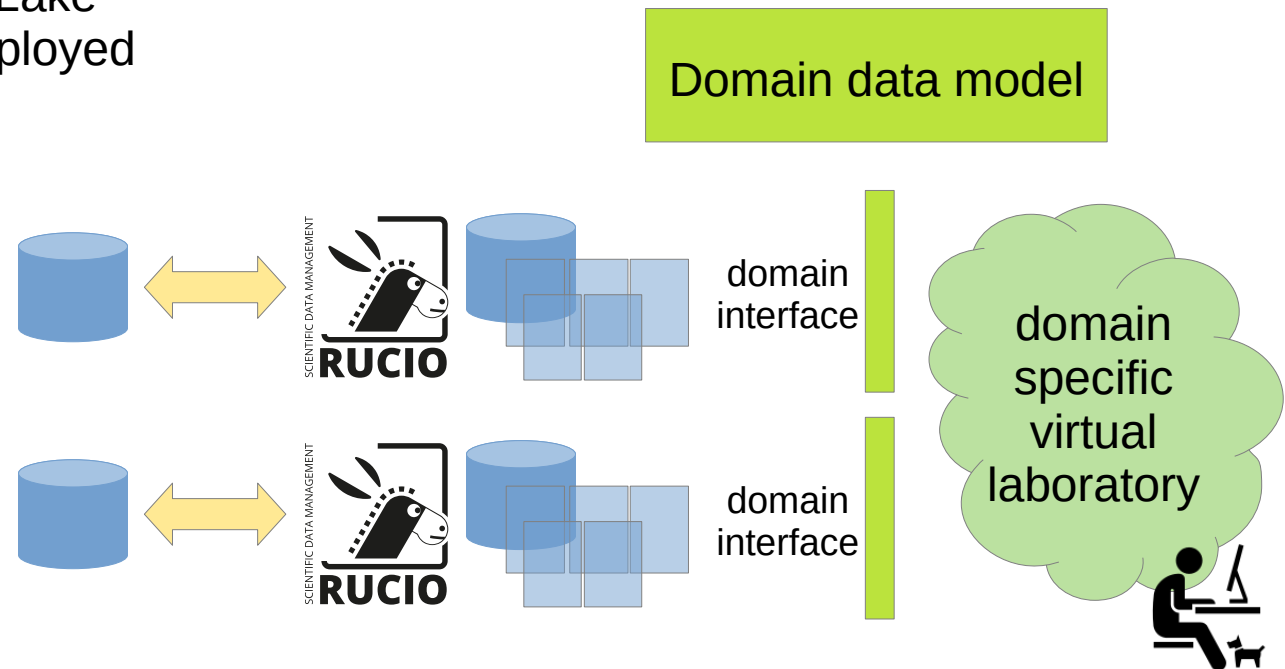 Lake
ployed
Domain data model
SCIENTIFIC DATA MANAGEMENT
RUCIO
domain
interface
SCIENTIFIC DATA MANAGEMENT
RUCIO
domain
interface
domain
specific
virtual
laboratory